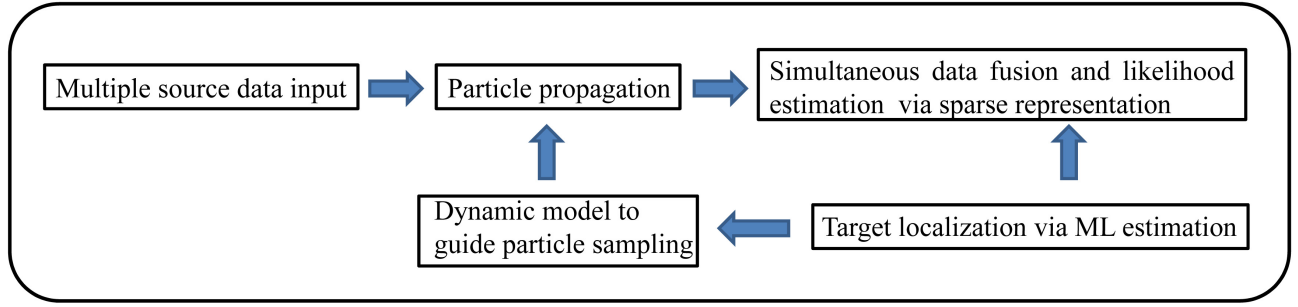 Multiple source data input
Particle propagation
Simultaneous data fusion and likelihood
estimation via sparse representation
Dynamic model to
guide particle sampling
Target localization via ML estimation